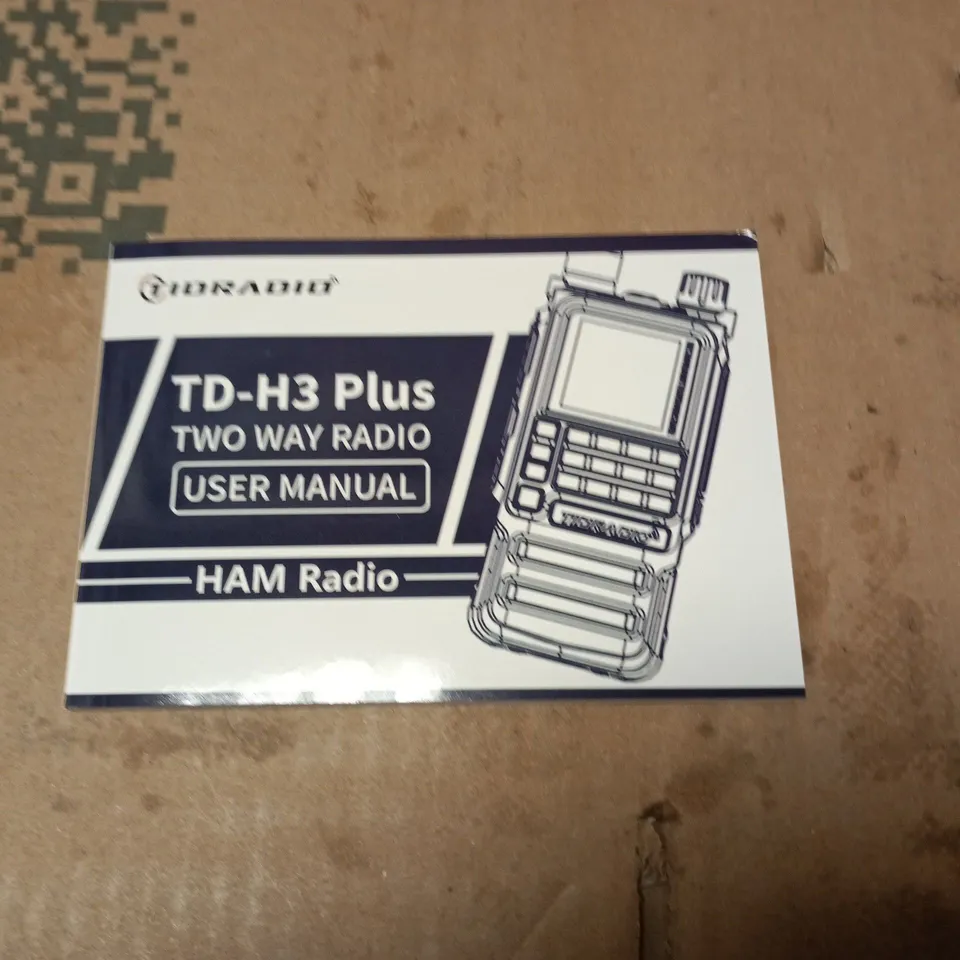 TIDRADIO
TD-H3 Plus
TWO WAY RADIO
USER MANUAL
TIDRADIO
HAM Radio